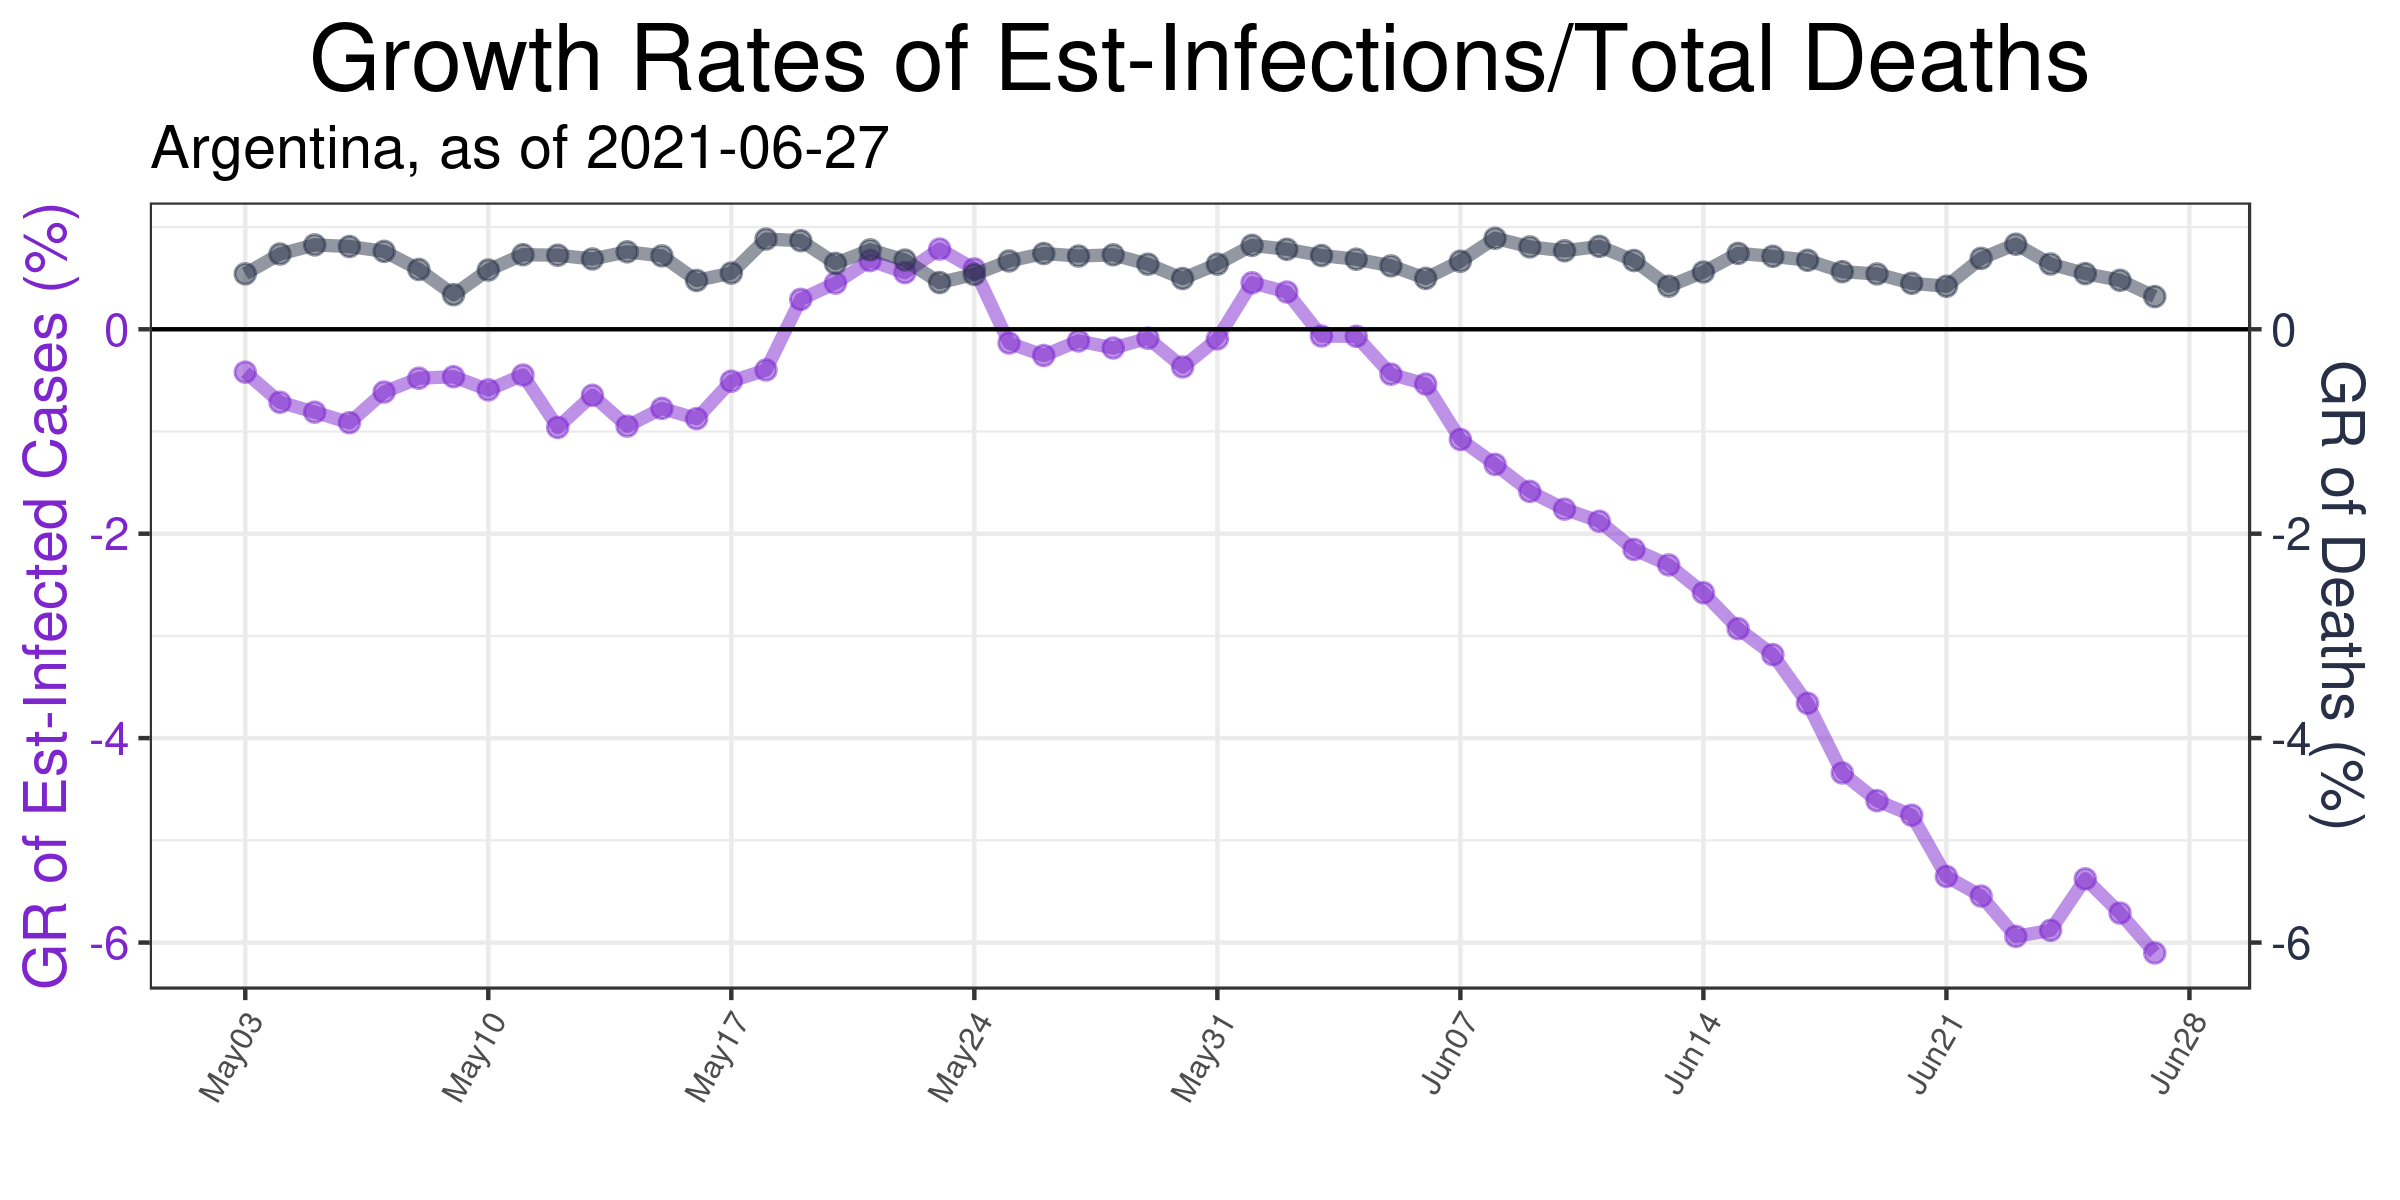 Growth Rates of Est-Infections/Total Deaths
Argentina, as of 2021-06-27
GR of Est-Infected Cases (%)
0
-2
-4
-6
0
-2
-4
-6
GR of Deaths (%)
May03
May10
May17
May24
May31
Jun07
Jun14
Jun21
Jun28